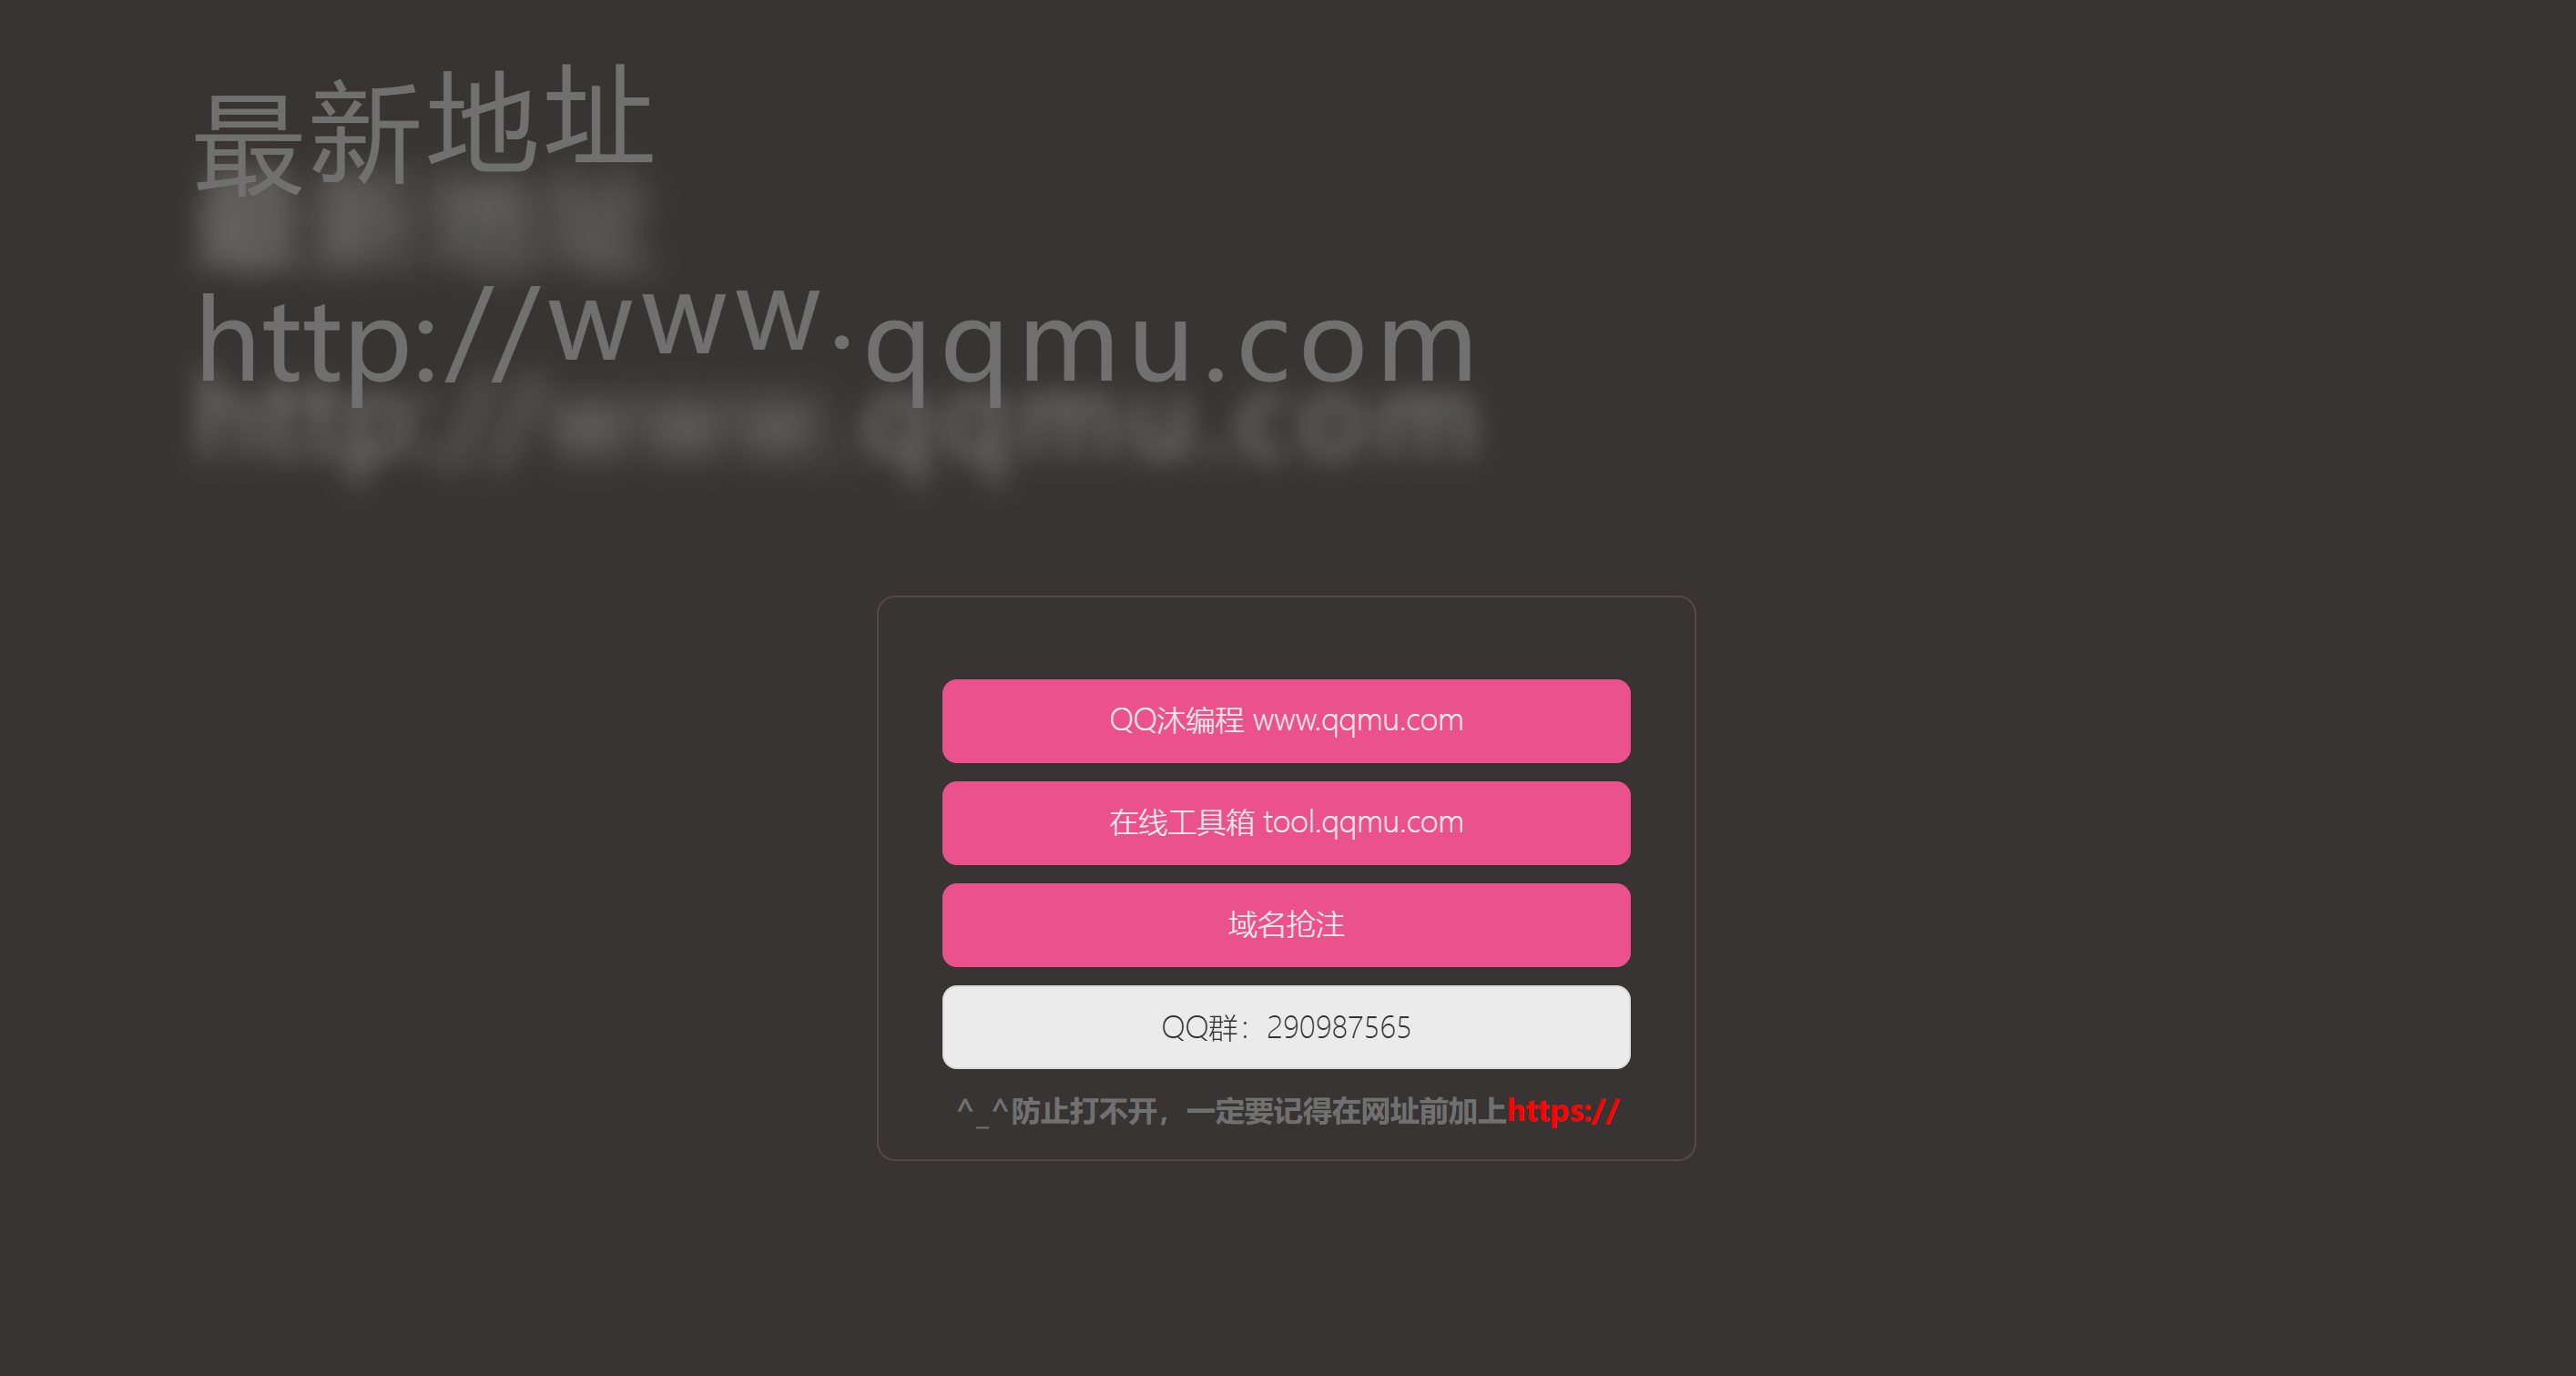 最新地址
http://www.qqmu.com
QQ沐编程 www.qqmu.com
在线工具箱 tool.qqmu.com
域名抢注
QQ群：290987565
^_^防止打不开，一定要记得在网址前加上https://